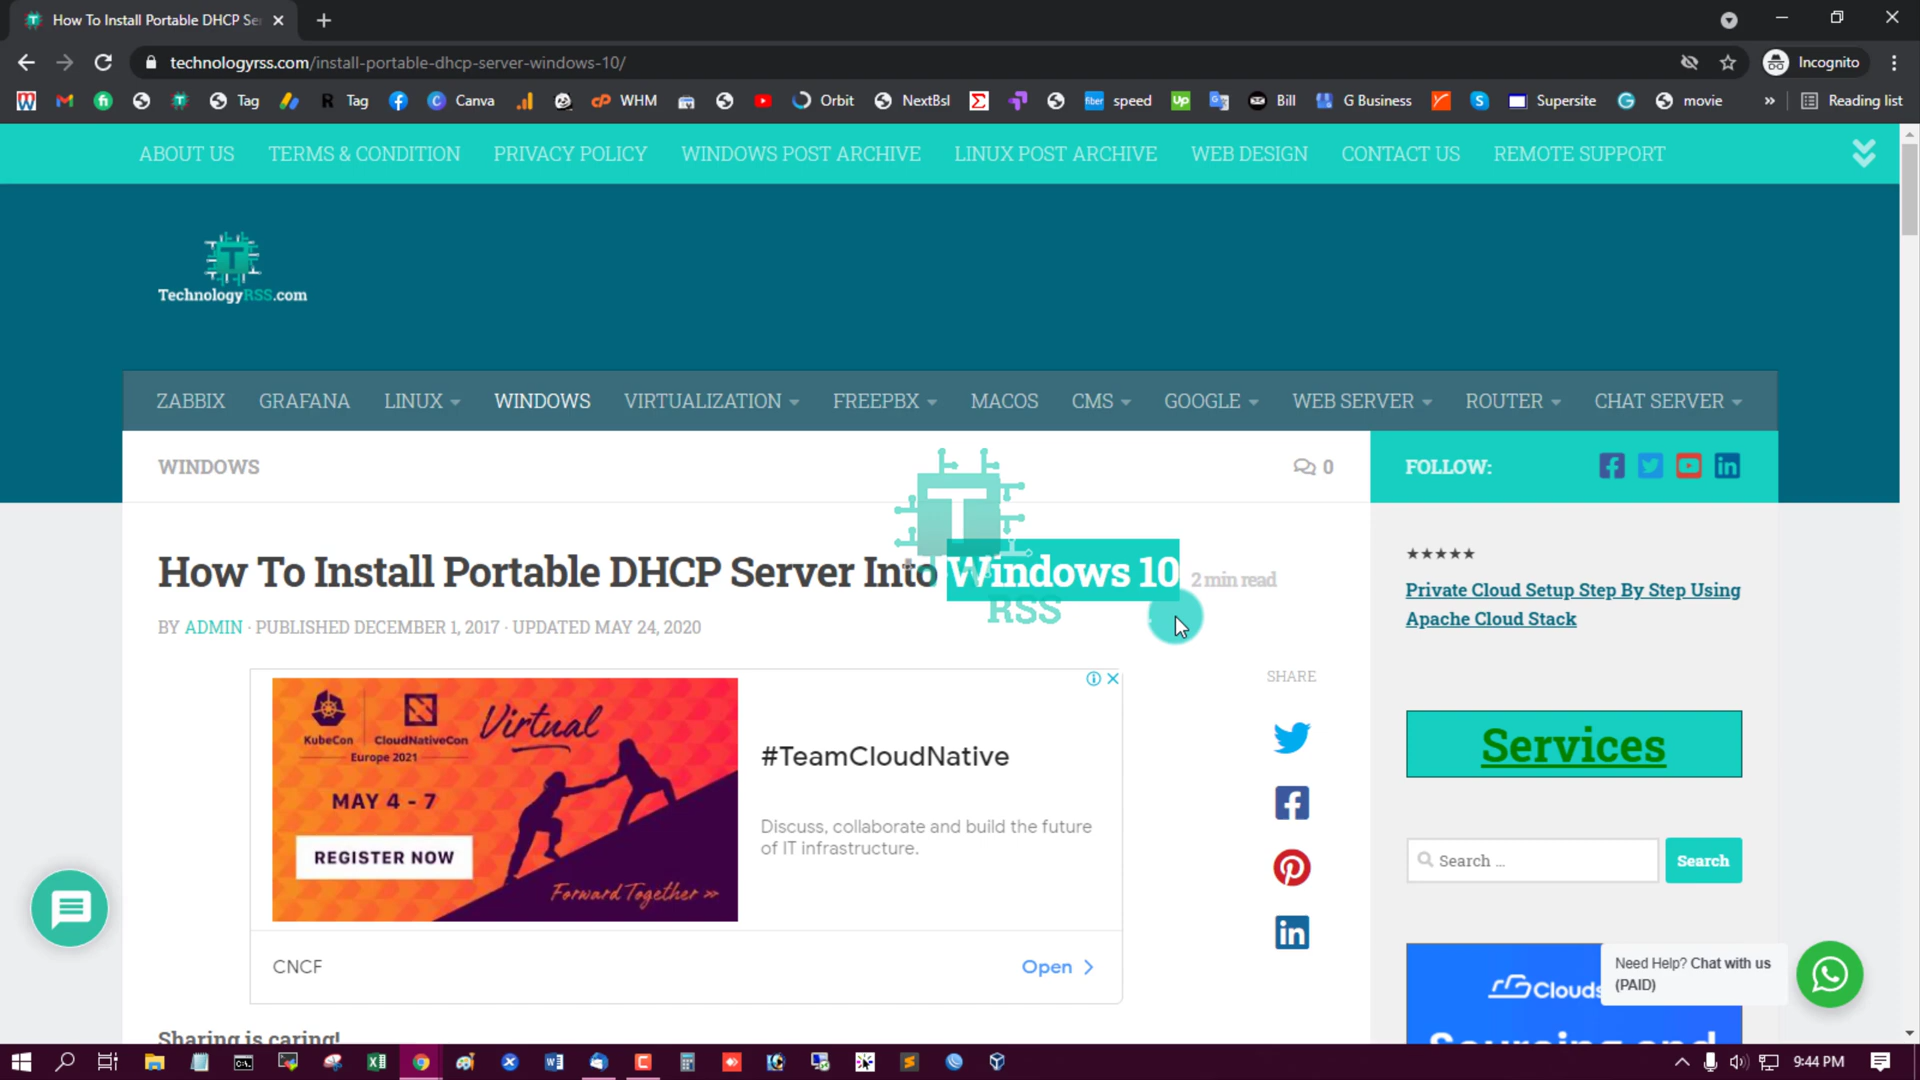 How To Install Portable DHCP Se
technologyrss.com/install-portable-dhcp-server-windows-10/
Incognito
Tag
Tag
Canva
WHM
Orbit
NextBsl
fiber
speed
Up
Bill
G Business
Supersite
movie
»
Reading list
ABOUT US
TERMS & CONDITION
PRIVACY POLICY
WINDOWS POST ARCHIVE
LINUX POST ARCHIVE
WEB DESIGN
CONTACT US
REMOTE SUPPORT
T
TechnologyRSS.com
ZABBIX
GRAFANA
LINUX
WINDOWS
VIRTUALIZATION
FREEPBX
MACOS
CMS
GOOGLE
WEB SERVER
ROUTER
CHAT SERVER
WINDOWS
0
FOLLOW:
T
RSS
How To Install Portable DHCP Server Into Windows 10 2 min read
BY ADMIN · PUBLISHED DECEMBER 1, 2017 · UPDATED MAY 24, 2020
★★★★★
Private Cloud Setup Step By Step Using
Apache Cloud Stack
KubeCon
CloudNativeCon
Europe 2021
Virtual
MAY 4 - 7
REGISTER NOW
Forward Together >>
#TeamCloudNative
Discuss, collaborate and build the future
of IT infrastructure.
CNCF
Open
SHARE
Services
Search ...
Search
Clouds
Sourcing and
Need Help? Chat with us
(PAID)
Sharing is caring!
9:44 PM